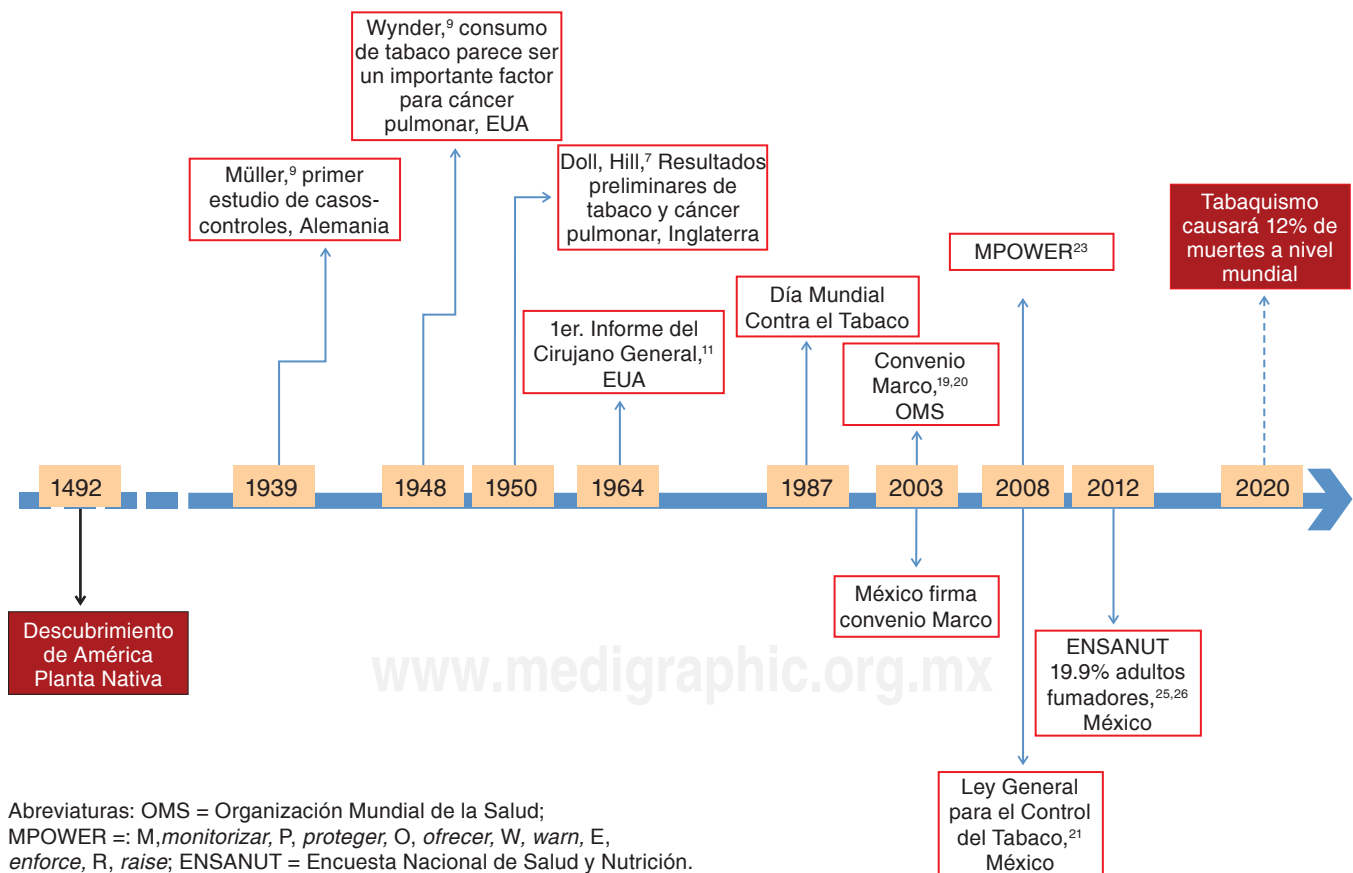 Wynder,⁹ consumo
de tabaco parece ser
un importante factor
para cáncer
pulmonar, EUA
Müller,⁹ primer
estudio de casos-
controles, Alemania
Doll, Hill,⁷ Resultados
preliminares de
tabaco y cáncer
pulmonar, Inglaterra
Tabaquismo
causará 12% de
muertes a nivel
mundial
MPOWER²³
Día Mundial
Contra el Tabaco
1er. Informe del
Cirujano General,¹¹
EUA
Convenio
Marco,¹⁹,²⁰
OMS
1492
1939
1948
1950
1964
1987
2003
2008
2012
2020
Descubrimiento
de América
Planta Nativa
México firma
convenio Marco
ENSANUT
19.9% adultos
fumadores,²⁵,²⁶
México
www.medigraphic.org.mx
Ley General
para el Control
del Tabaco,²¹
México
Abreviaturas: OMS = Organización Mundial de la Salud;
MPOWER =: M,monitorizar, P, proteger, O, ofrecer, W, warn, E,
enforce, R, raise; ENSANUT = Encuesta Nacional de Salud y Nutrición.